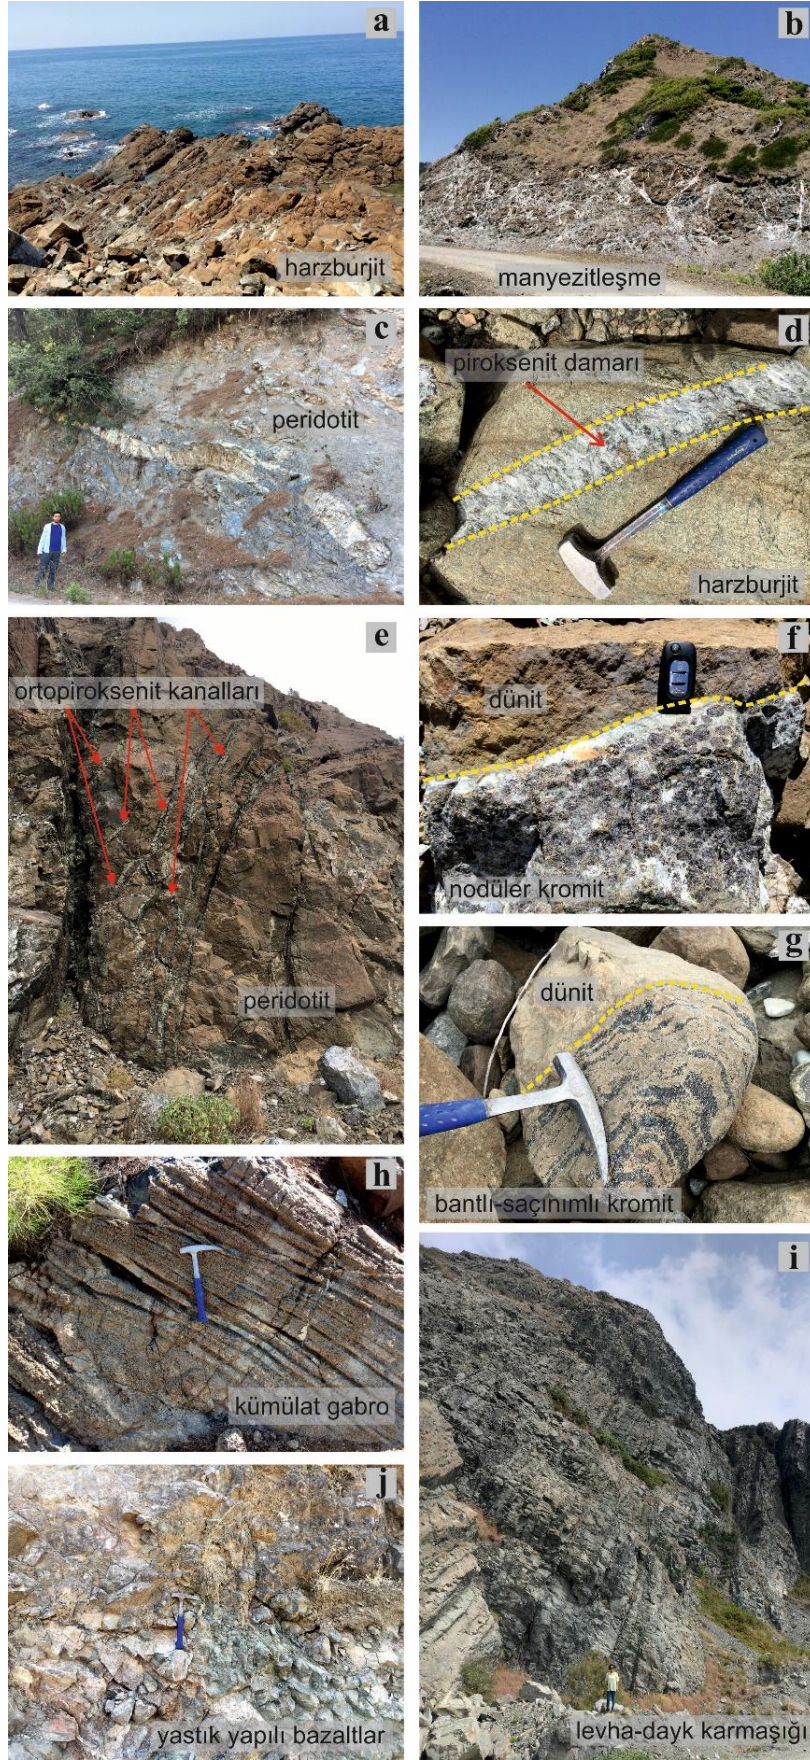 a
harzburjit
b
manyezitleşme
c
peridotit
d
piroksenit damarı
harzburjit
e
ortopiroksenit kanalları
peridotit
f
dünit
nodüler kromit
g
dünit
bantlı-saçınımlı kromit
h
kümülat gabro
i
levha-dayk karmaşığı
j
yastık yapılı bazaltlar